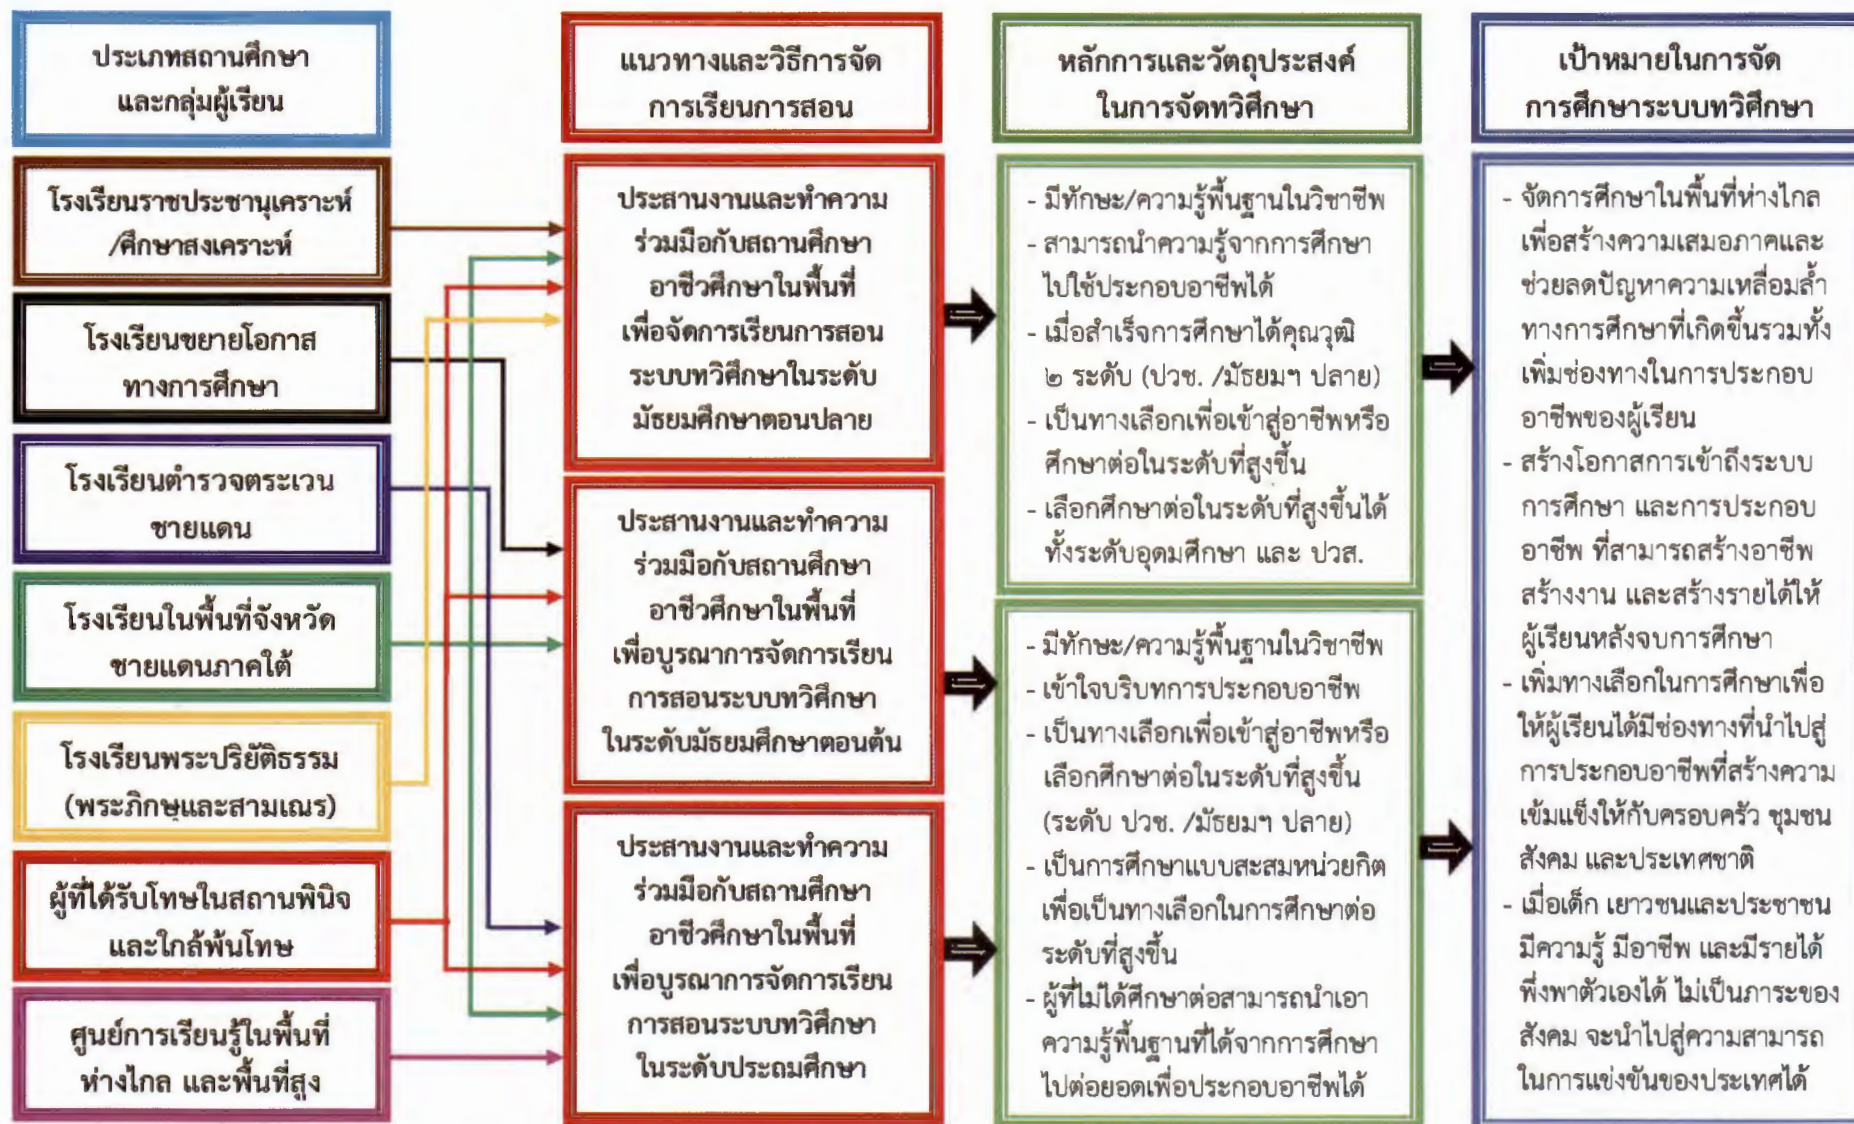 ประเภทสถานศึกษา
และกลุ่มผู้เรียน
โรงเรียนราชประชานุเคราะห์
/ศึกษาสงเคราะห์
โรงเรียนขยายโอกาส
ทางการศึกษา
โรงเรียนตำรวจตระเวน
ชายแดน
โรงเรียนในพื้นที่จังหวัด
ชายแดนภาคใต้
โรงเรียนพระปริยัติธรรม
(พระภิกษุและสามเณร)
ผู้ที่ได้รับโทษในสถานพินิจ
และใกล้พ้นโทษ
ศูนย์การเรียนรู้ในพื้นที่
ห่างไกล และพื้นที่สูง
แนวทางและวิธีการจัด
การเรียนการสอน
ประสานงานและทำความ
ร่วมมือกับสถานศึกษา
อาชีวศึกษาในพื้นที่
เพื่อจัดการเรียนการสอน
ระบบทวิศึกษาในระดับ
มัธยมศึกษาตอนปลาย
ประสานงานและทำความ
ร่วมมือกับสถานศึกษา
อาชีวศึกษาในพื้นที่
เพื่อบูรณาการจัดการเรียน
การสอนระบบทวิศึกษา
ในระดับมัธยมศึกษาตอนต้น
ประสานงานและทำความ
ร่วมมือกับสถานศึกษา
อาชีวศึกษาในพื้นที่
เพื่อบูรณาการจัดการเรียน
การสอนระบบทวิศึกษา
ในระดับประถมศึกษา
หลักการและวัตถุประสงค์
ในการจัดทวิศึกษา
- มีทักษะ/ความรู้พื้นฐานในวิชาชีพ
- สามารถนำความรู้จากการศึกษา
ไปใช้ประกอบอาชีพได้
- เมื่อสำเร็จการศึกษาได้คุณวุฒิ
๒ ระดับ (ปวช. /มัธยมฯ ปลาย)
- เป็นทางเลือกเพื่อเข้าสู่อาชีพหรือ
ศึกษาต่อในระดับที่สูงขึ้น
- เลือกศึกษาต่อในระดับที่สูงขึ้นได้
ทั้งระดับอุดมศึกษา และ ปวส.
- มีทักษะ/ความรู้พื้นฐานในวิชาชีพ
- เข้าใจบริบทการประกอบอาชีพ
- เป็นทางเลือกเพื่อเข้าสู่อาชีพหรือ
เลือกศึกษาต่อในระดับที่สูงขึ้น
(ระดับ ปวช. /มัธยมฯ ปลาย)
- เป็นการศึกษาแบบสะสมหน่วยกิต
เพื่อเป็นทางเลือกในการศึกษาต่อ
ระดับที่สูงขึ้น
- ผู้ที่ไม่ได้ศึกษาต่อสามารถนำเอา
ความรู้พื้นฐานที่ได้จากการศึกษา
ไปต่อยอดเพื่อประกอบอาชีพได้
เป้าหมายในการจัด
การศึกษาระบบทวิศึกษา
- จัดการศึกษาในพื้นที่ห่างไกล
เพื่อสร้างความเสมอภาคและ
ช่วยลดปัญหาความเหลื่อมล้ำ
ทางการศึกษาที่เกิดขึ้นรวมทั้ง
เพิ่มช่องทางในการประกอบ
อาชีพของผู้เรียน
- สร้างโอกาสการเข้าถึงระบบ
การศึกษา และการประกอบ
อาชีพ ที่สามารถสร้างอาชีพ
สร้างงาน และสร้างรายได้ให้
ผู้เรียนหลังจบการศึกษา
- เพิ่มทางเลือกในการศึกษาเพื่อ
ให้ผู้เรียนได้มีช่องทางที่นำไปสู่
การประกอบอาชีพที่สร้างความ
เข้มแข็งให้กับครอบครัว ชุมชน
สังคม และประเทศชาติ
- เมื่อเด็ก เยาวชนและประชาชน
มีความรู้ มีอาชีพ และมีรายได้
พึ่งพาตัวเองได้ ไม่เป็นภาระของ
สังคม จะนำไปสู่ความสามารถ
ในการแข่งขันของประเทศได้